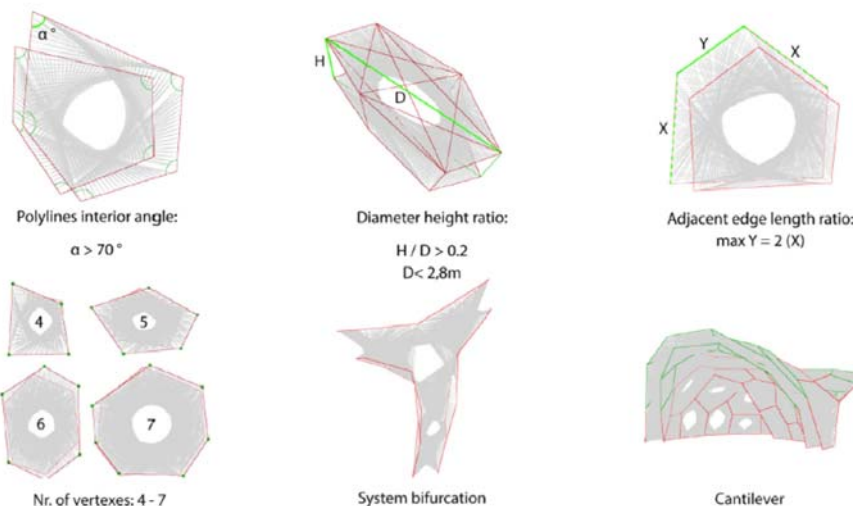 α°
H
D
Y
X
X
Polylines interior angle:
α > 70 °
Diameter height ratio:
H / D > 0.2
D< 2,8m
Adjacent edge length ratio:
max Y = 2 (X)
4
5
6
7
Nr. of vertexes: 4 - 7
System bifurcation
Cantilever